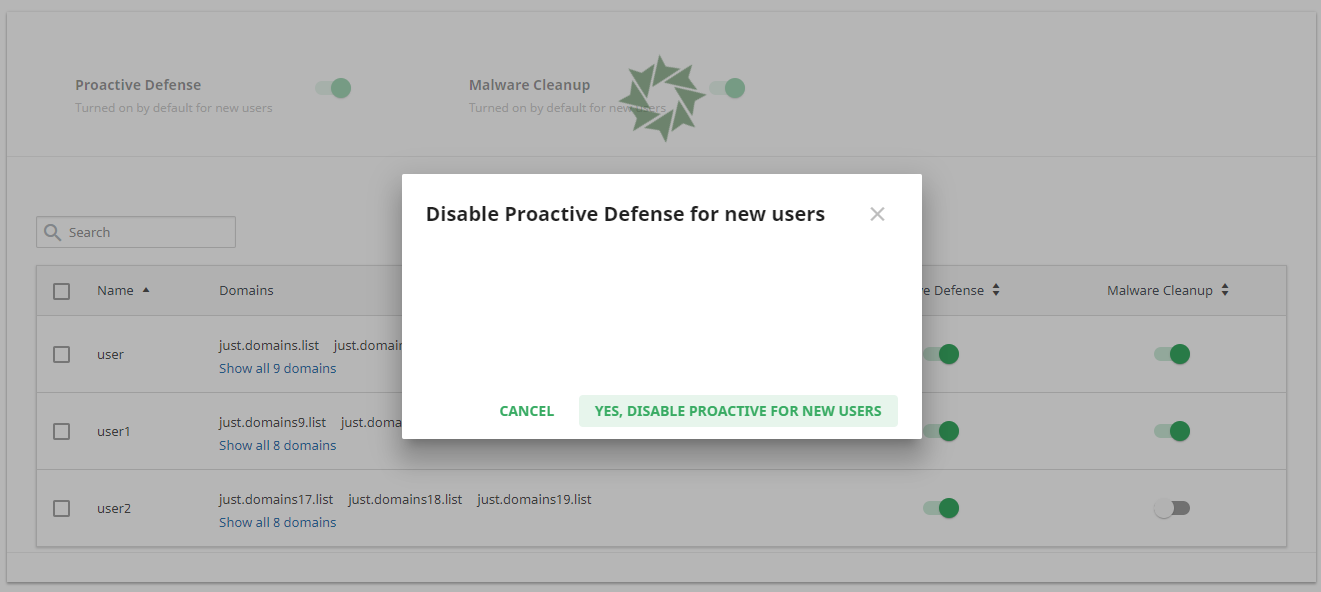 Proactive Defense
Turned on by default for new users
Malware Cleanup
Turned on by default for new users
Disable Proactive Defense for new users
Search
Name Domains e Defense Malware Cleanup
just.domains.list just.domain
user
Show all 9 domains
just.domains9.list just.doma
user1
Show all 8 domains
CANCEL YES, DISABLE PROACTIVE FOR NEW USERS
just.domains17.list just.domains18.list just.domains19.list
user2
Show all 8 domains